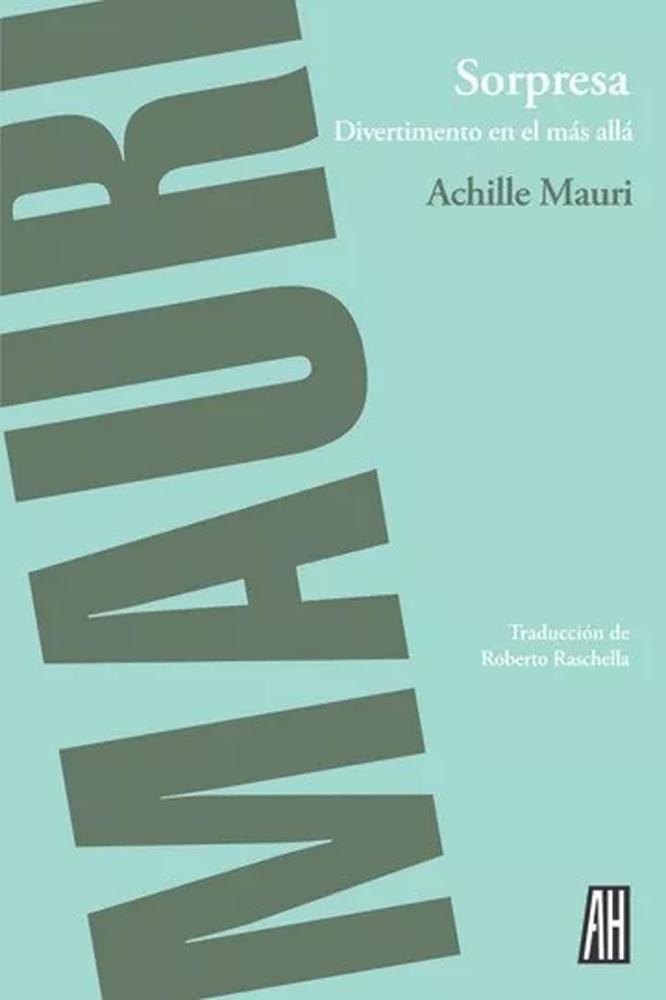 Sorpresa
Divertimento en el más allá
Achille Mauri
MAURI
Traducción de
Roberto Raschella
AH